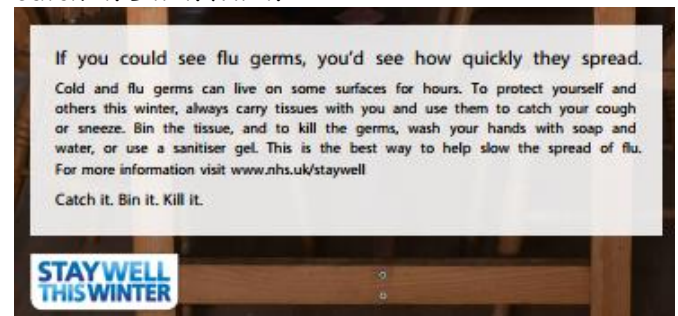 If you could see flu germs, you'd see how quickly they spread.
Cold and flu germs can live on some surfaces for hours. To protect yourself and
others this winter, always carry tissues with you and use them to catch your cough
or sneeze. Bin the tissue, and to kill the germs, wash your hands with soap and
water, or use a sanitiser gel. This is the best way to help slow the spread of flu.
For more information visit www.nhs.uk/staywell
Catch it. Bin it. Kill it.
STAY WELL
THIS WINTER